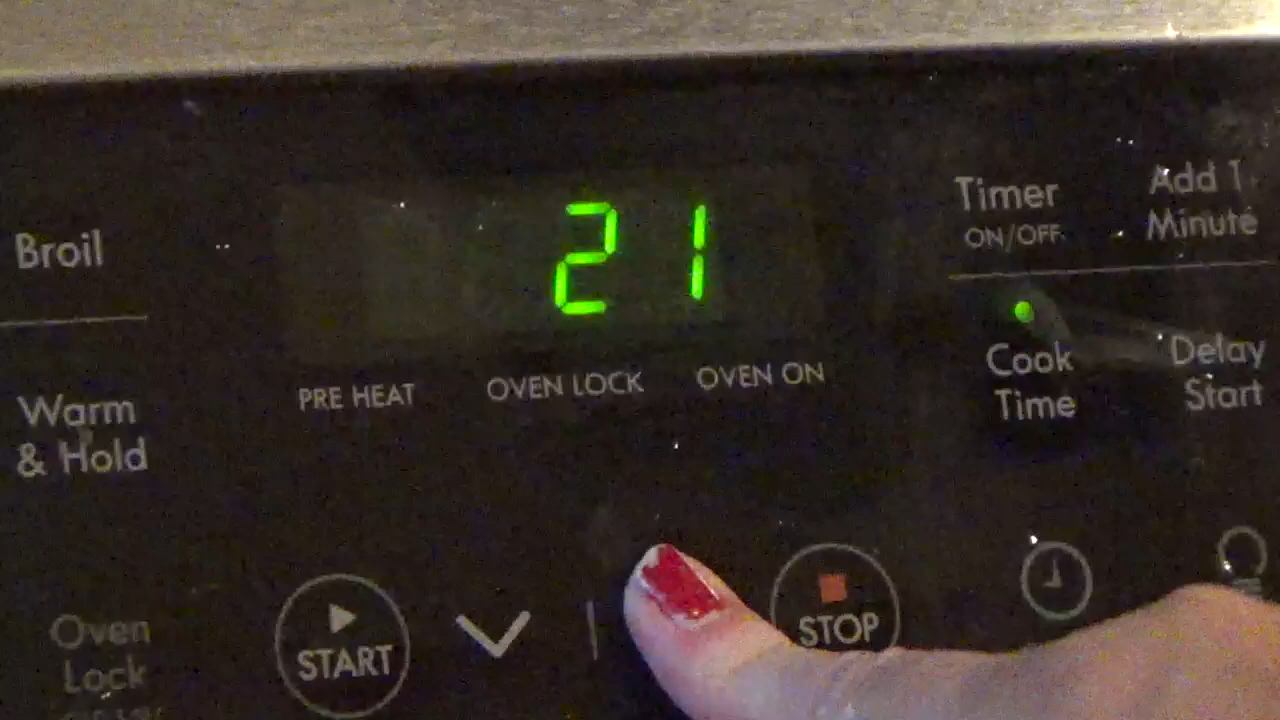 21
PRE HEAT
OVEN LOCK
OVEN ON
Broil
Warm
& Hold
Oven
Lock
START
STOP
Timer
ON/OFF
Add 1
Minute
Cook
Time
Delay
Start